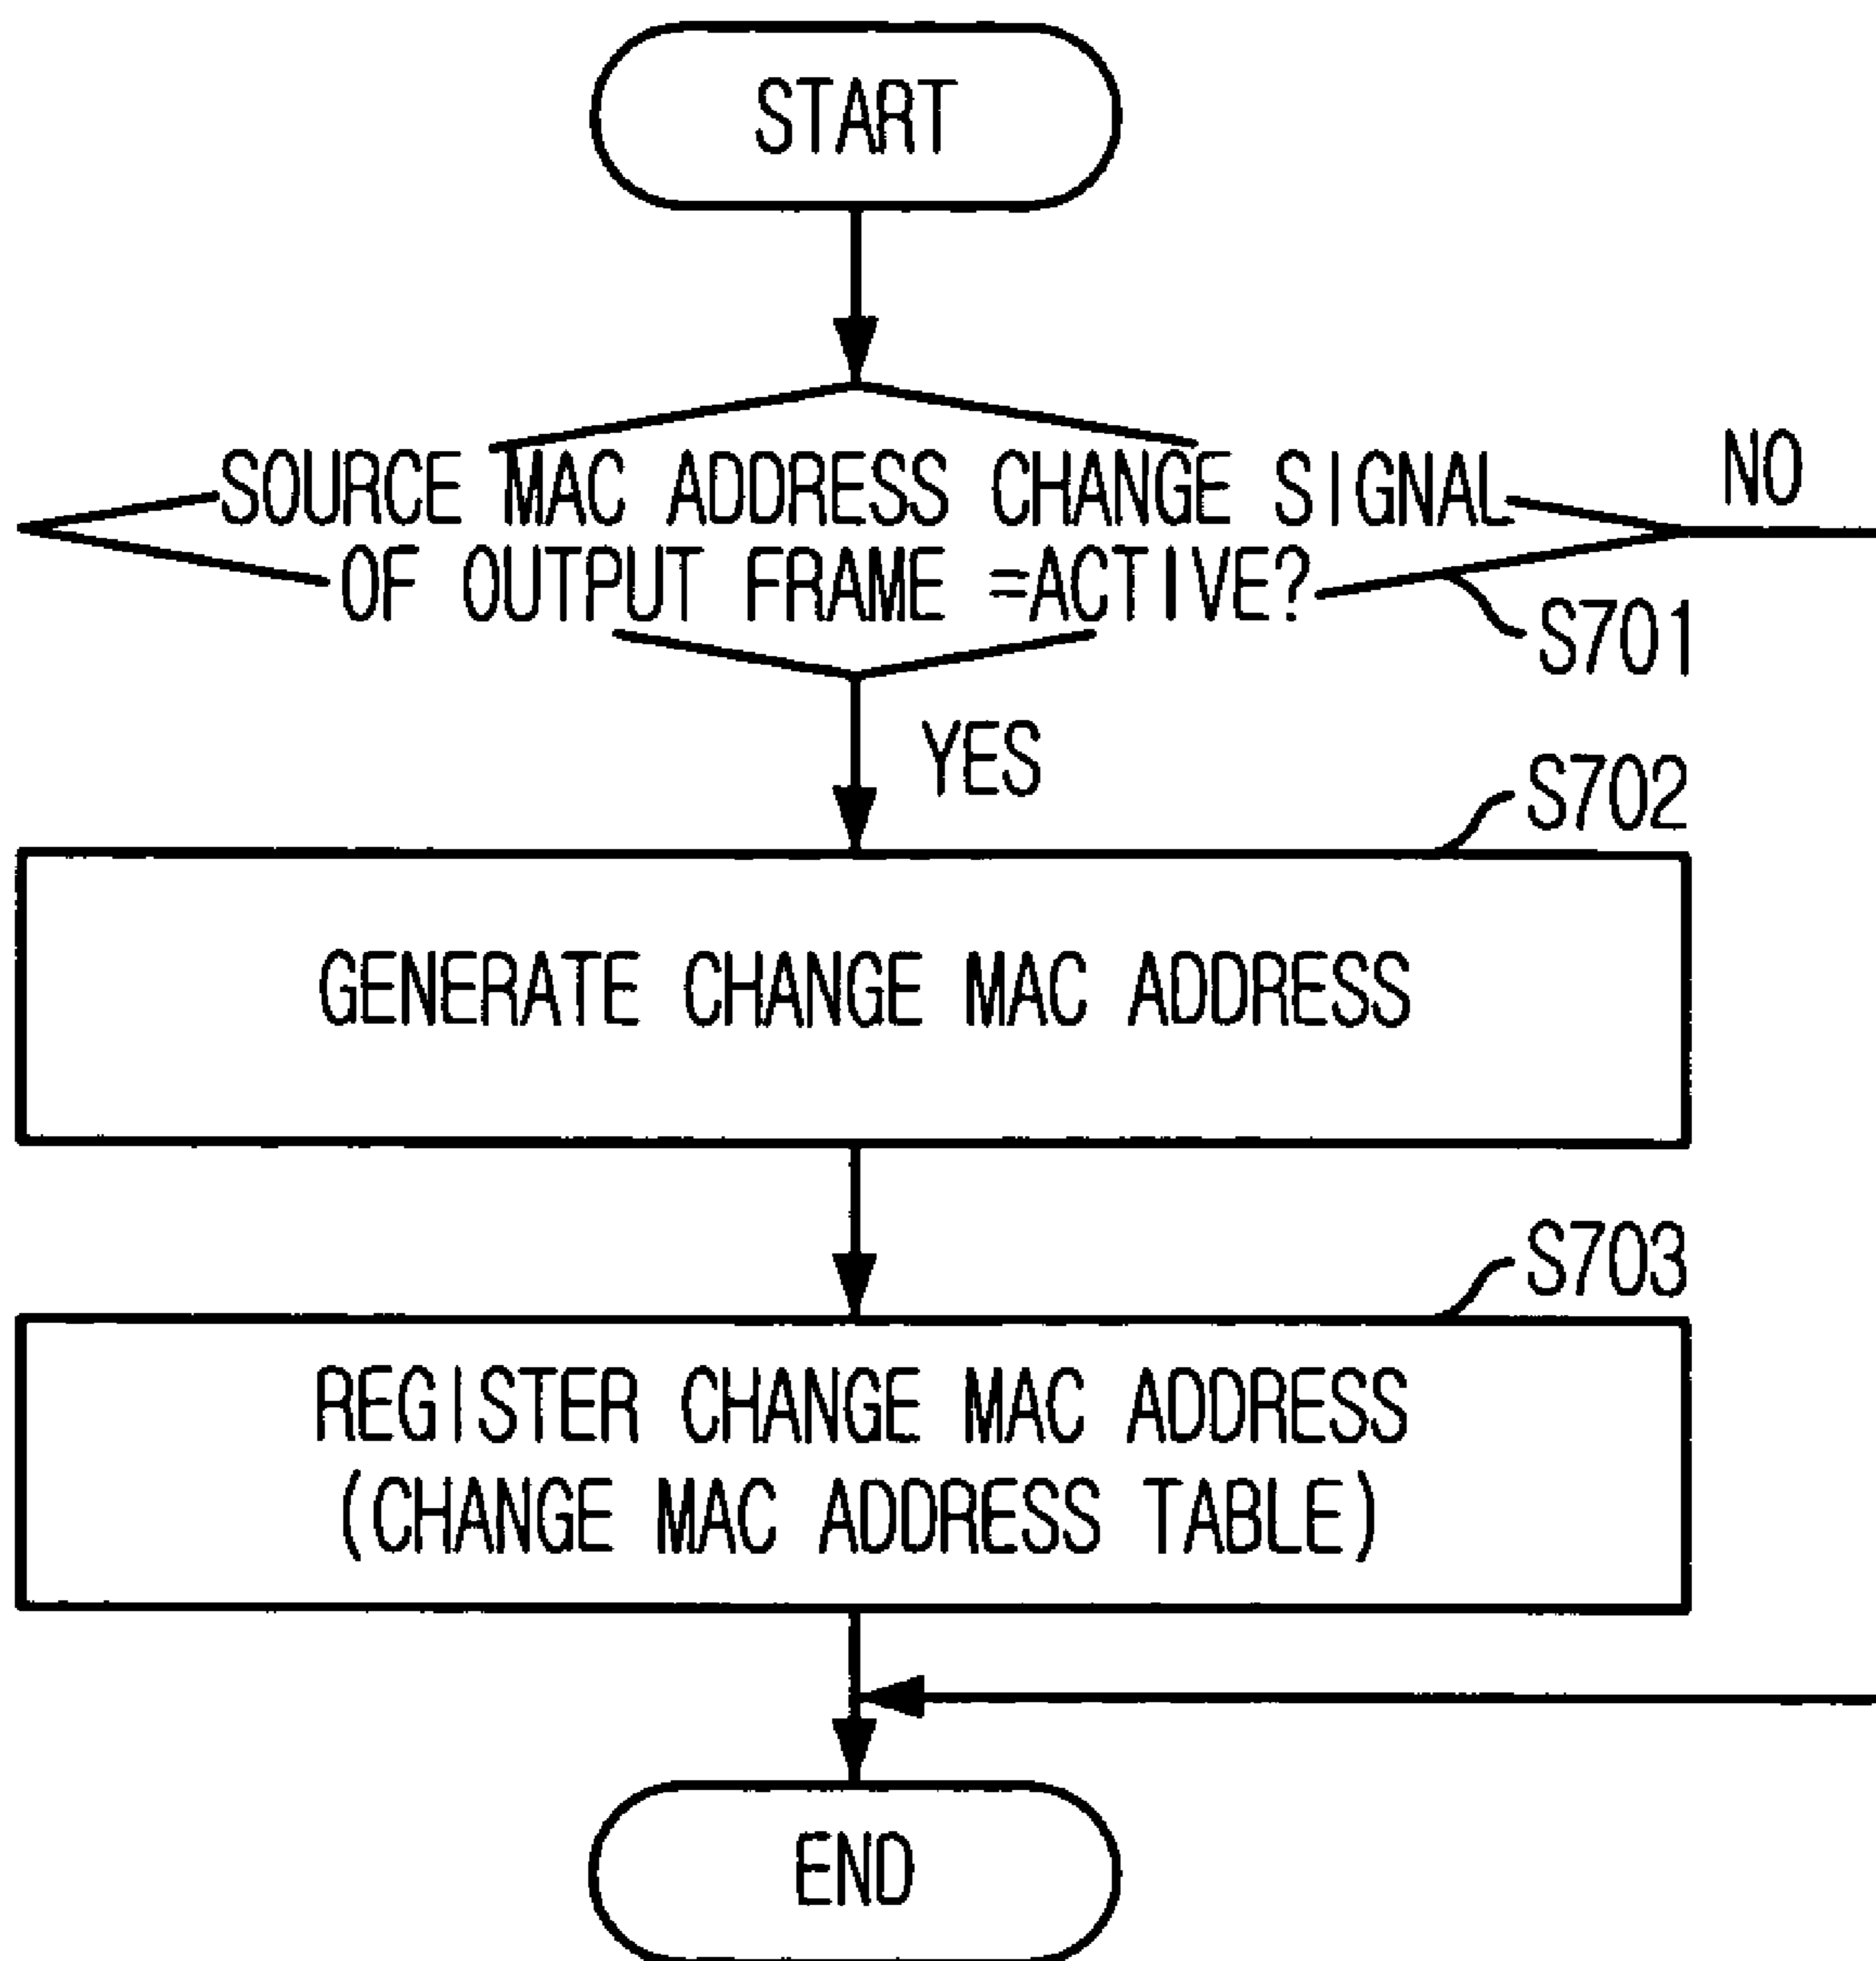 START
SOURCE MAC ADDRESS CHANGE SIGNAL
OF OUTPUT FRAME =ACTIVE?
NO
S701
YES
S702
GENERATE CHANGE MAC ADDRESS
S703
REGISTER CHANGE MAC ADDRESS
(CHANGE MAC ADDRESS TABLE)
END